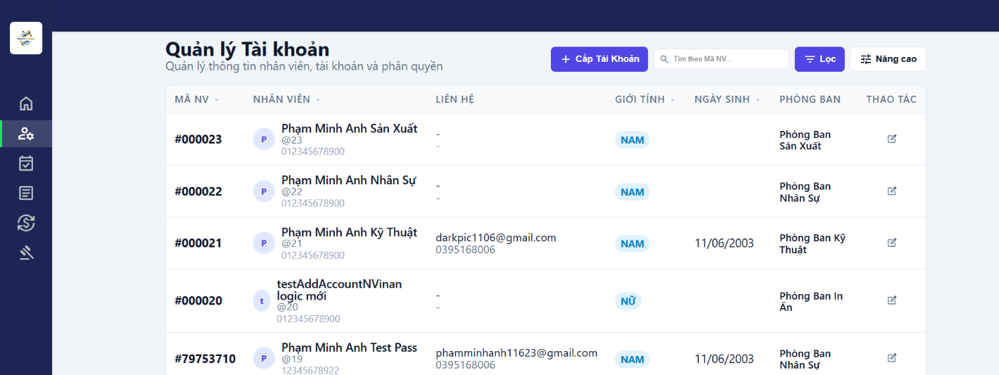 Quản lý Tài khoản
Quản lý thông tin nhân viên, tài khoản và phân quyền
Cấp Tài Khoản
Tìm theo Mã NV...
Lọc
Nâng cao
MÃ NV
NHÂN VIÊN
LIÊN HỆ
GIỚI TÍNH
NGÀY SINH
PHÒNG BAN
THAO TÁC
#000023
P
Phạm Minh Anh Sản Xuất
@23
012345678900
-
-
NAM
Phòng Ban
Sản Xuất
#000022
P
Phạm Minh Anh Nhân Sự
@22
012345678900
-
-
NAM
Phòng Ban
Nhân Sự
#000021
P
Phạm Minh Anh Kỹ Thuật
@21
012345678900
darkpic1106@gmail.com
0395168006
NAM
11/06/2003
Phòng Ban Kỹ
Thuật
#000020
t
testAddAccountNVinan
logic mới
@20
012345678900
-
-
NỮ
Phòng Ban In
Ấn
#79753710
P
Phạm Minh Anh Test Pass
@19
12345678922
phamminhanh11623@gmail.com
0395168006
NAM
11/06/2003
Phòng Ban
Nhân Sự